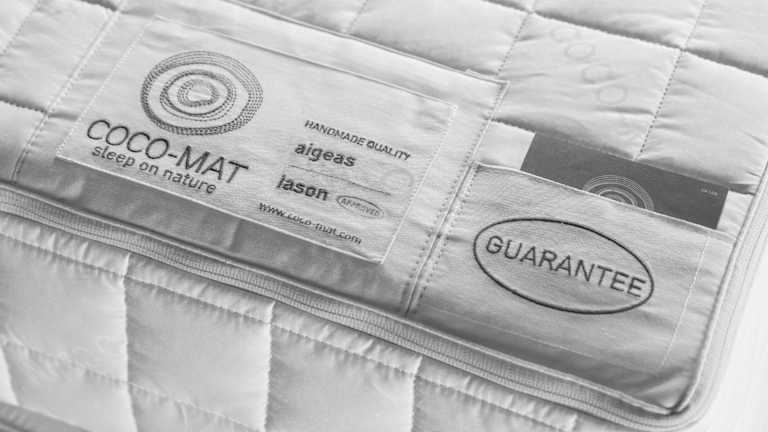 COCO-MAT
sleep on nature
HANDMADE QUALITY
aigeas
iason APPROVED
www.coco-mat.com
GUARANTEE